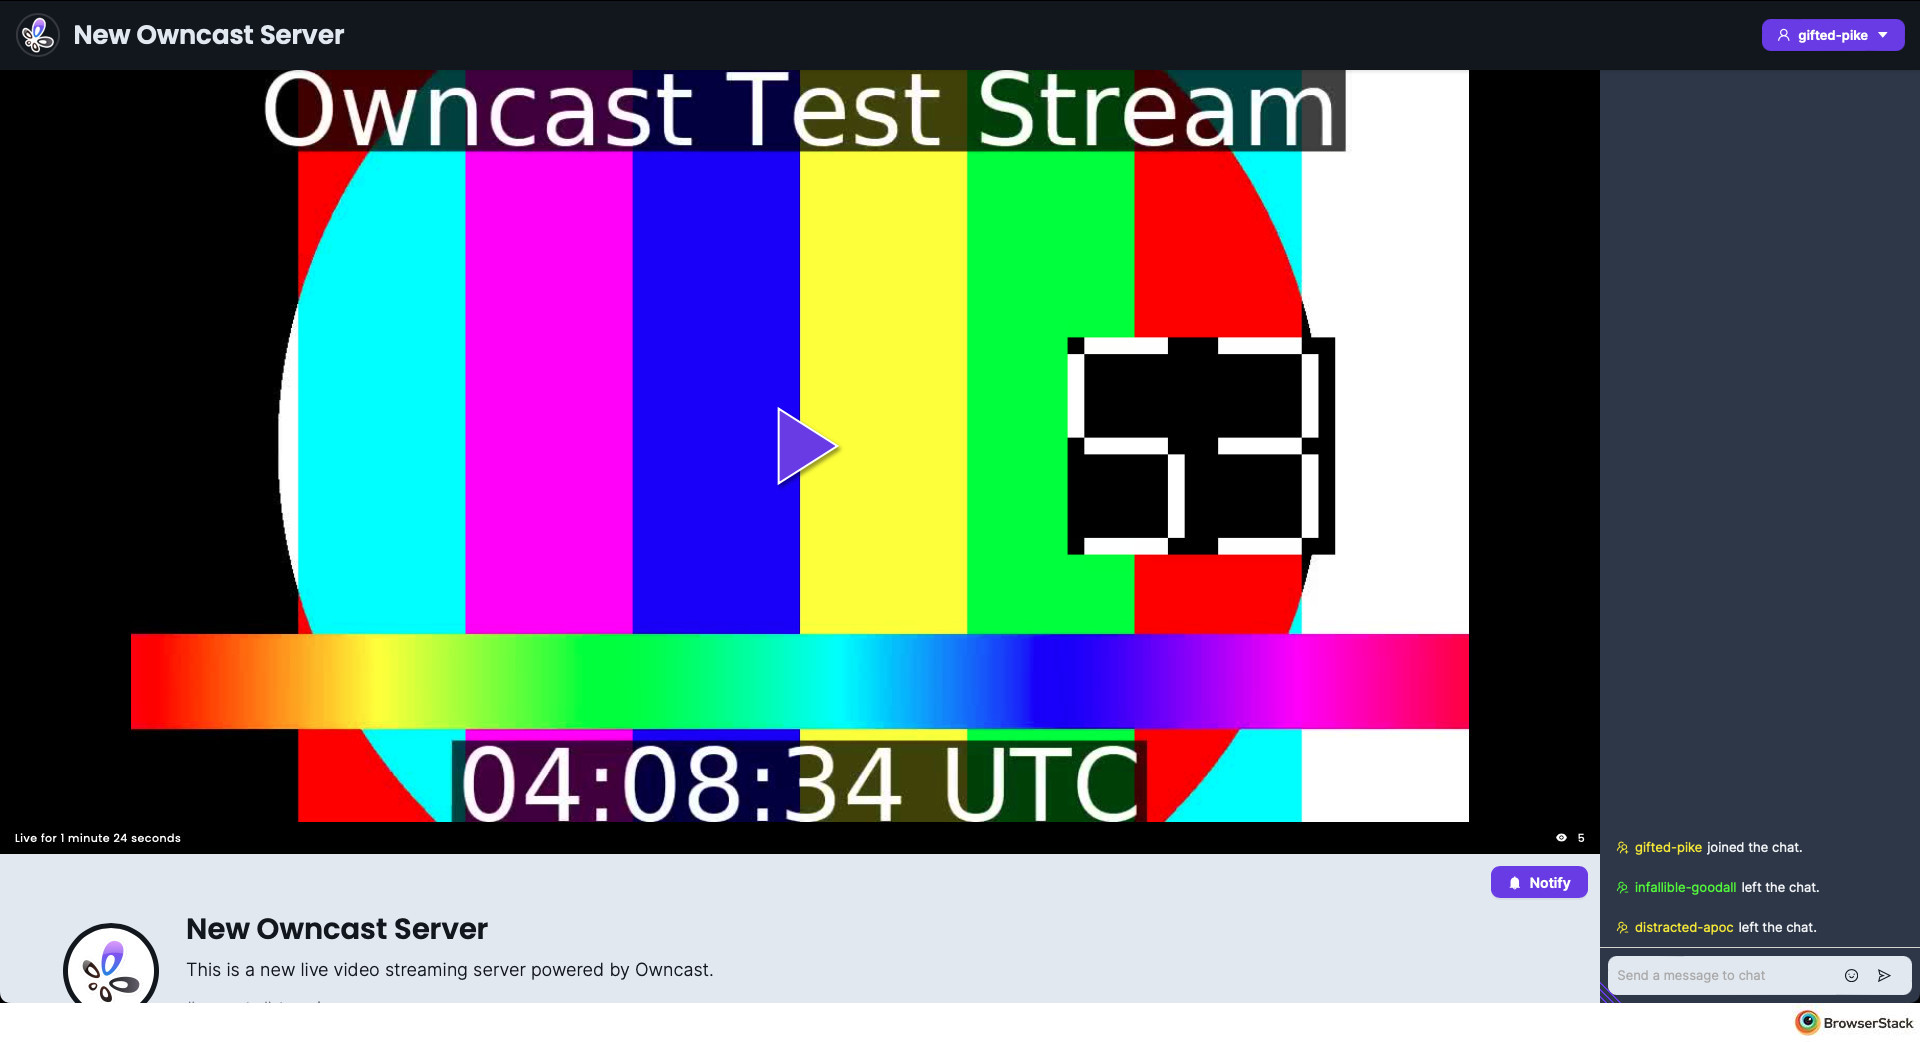 New Owncast Server
gifted-pike
Owncast Test Stream
53
04:08:34 UTC
Live for 1 minute 24 seconds
5
Notify
New Owncast Server
This is a new live video streaming server powered by Owncast.
gifted-pike joined the chat.
infallible-goodall left the chat.
distracted-apoc left the chat.
Send a message to chat
BrowserStack